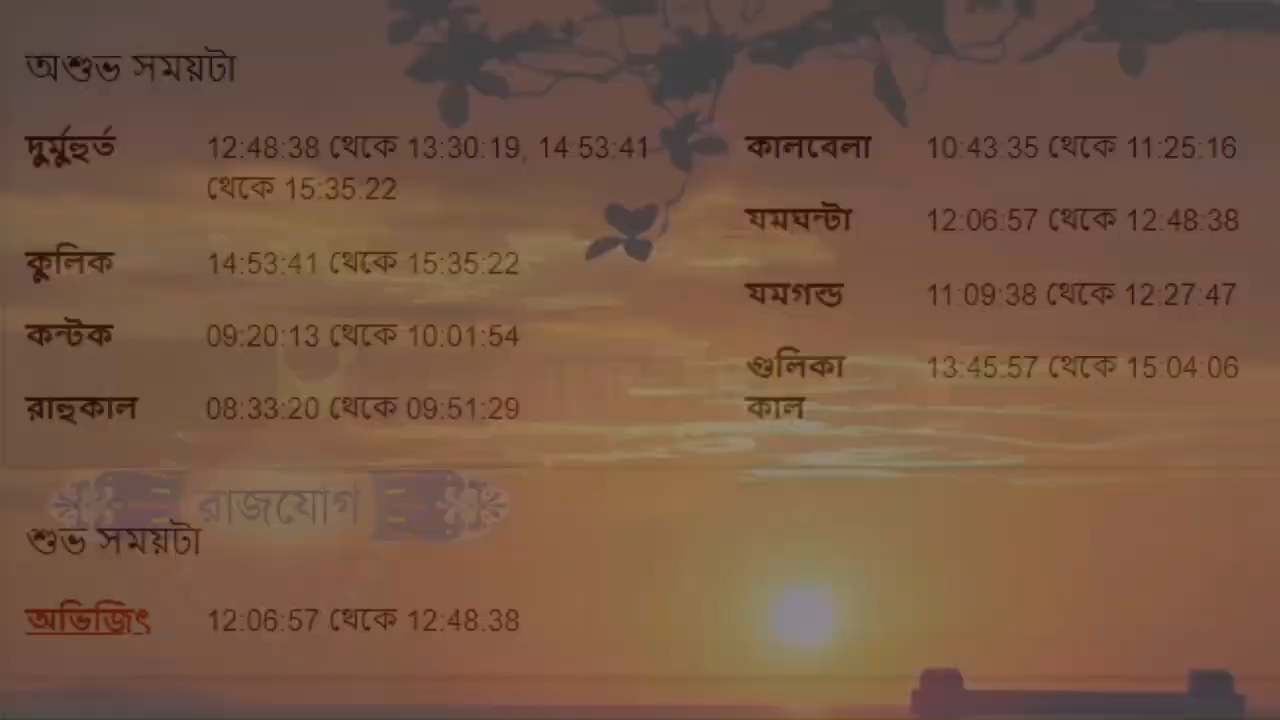 অশুভ সময়টা
দুর্মুহুর্ত 12:48:38 থেকে 13:30:19, 14:53:41
থেকে 15:35.22
কুলিক 14:53:41 থেকে 15:35:22
কন্টক 09:20:13 থেকে 10:01:54
রাহুকাল 08:33:20 থেকে 09:51:29
কালবেলা 10:43:35 থেকে 11:25:16
যমঘন্টা 12:06:57 থেকে 12:48:38
যমগন্ড 11:09:38 থেকে 12:27:47
গুলিকা 13:45:57 থেকে 15:04:06
কাল
রাজযোগ
শুভ সময়টা
অভিজিৎ 12:06:57 থেকে 12:48.38